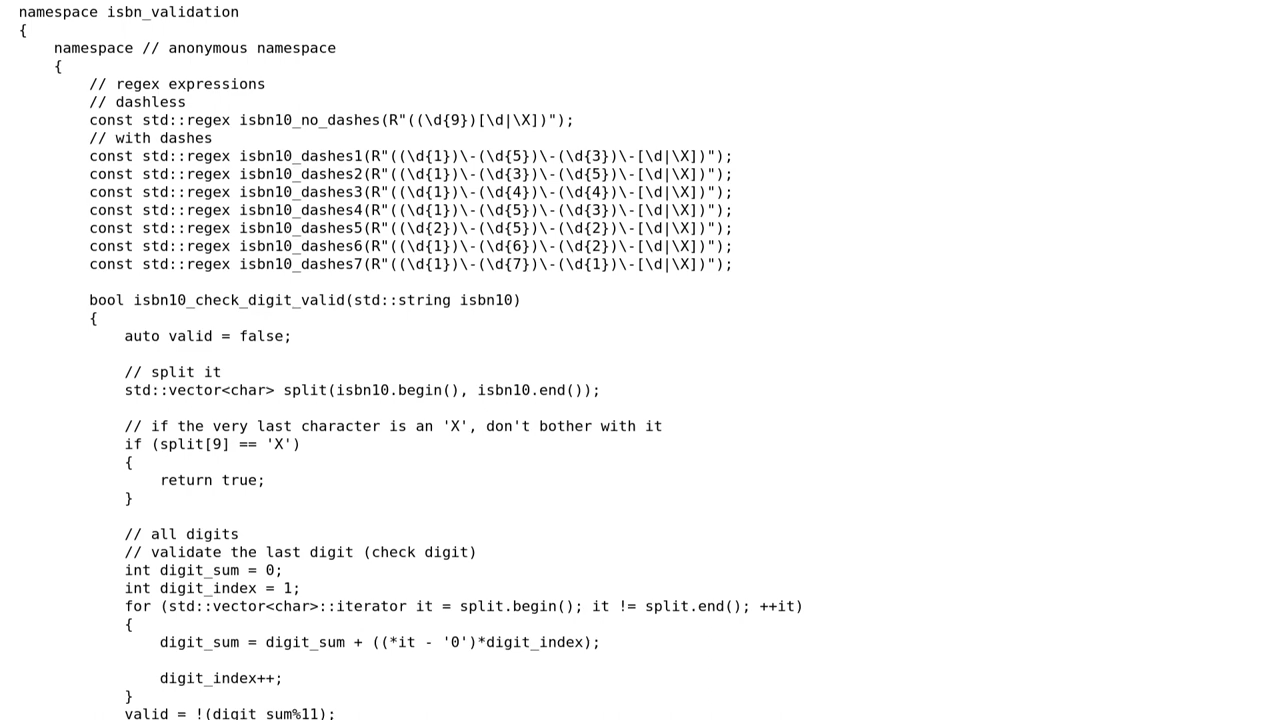 namespace isbn_validation
{
    namespace // anonymous namespace
    {
        // regex expressions
        // dashless
        const std::regex isbn10_no_dashes(R"((\d{9})[\d|\X])");
        // with dashes
        const std::regex isbn10_dashes1(R"((\d{1})\-(\d{5})\-(\d{3})\-[\d|\X])");
        const std::regex isbn10_dashes2(R"((\d{1})\-(\d{3})\-(\d{5})\-[\d|\X])");
        const std::regex isbn10_dashes3(R"((\d{1})\-(\d{4})\-(\d{4})\-[\d|\X])");
        const std::regex isbn10_dashes4(R"((\d{1})\-(\d{5})\-(\d{3})\-[\d|\X])");
        const std::regex isbn10_dashes5(R"((\d{2})\-(\d{5})\-(\d{2})\-[\d|\X])");
        const std::regex isbn10_dashes6(R"((\d{1})\-(\d{6})\-(\d{2})\-[\d|\X])");
        const std::regex isbn10_dashes7(R"((\d{1})\-(\d{7})\-(\d{1})\-[\d|\X])");

        bool isbn10_check_digit_valid(std::string isbn10)
        {
            auto valid = false;

            // split it
            std::vector<char> split(isbn10.begin(), isbn10.end());

            // if the very last character is an 'X', don't bother with it
            if (split[9] == 'X')
            {
                return true;
            }

            // all digits
            // validate the last digit (check digit)
            int digit_sum = 0;
            int digit_index = 1;
            for (std::vector<char>::iterator it = split.begin(); it != split.end(); ++it)
            {
                digit_sum = digit_sum + ((*it - '0')*digit_index);

                digit_index++;
            }
            valid = !(digit_sum%11);